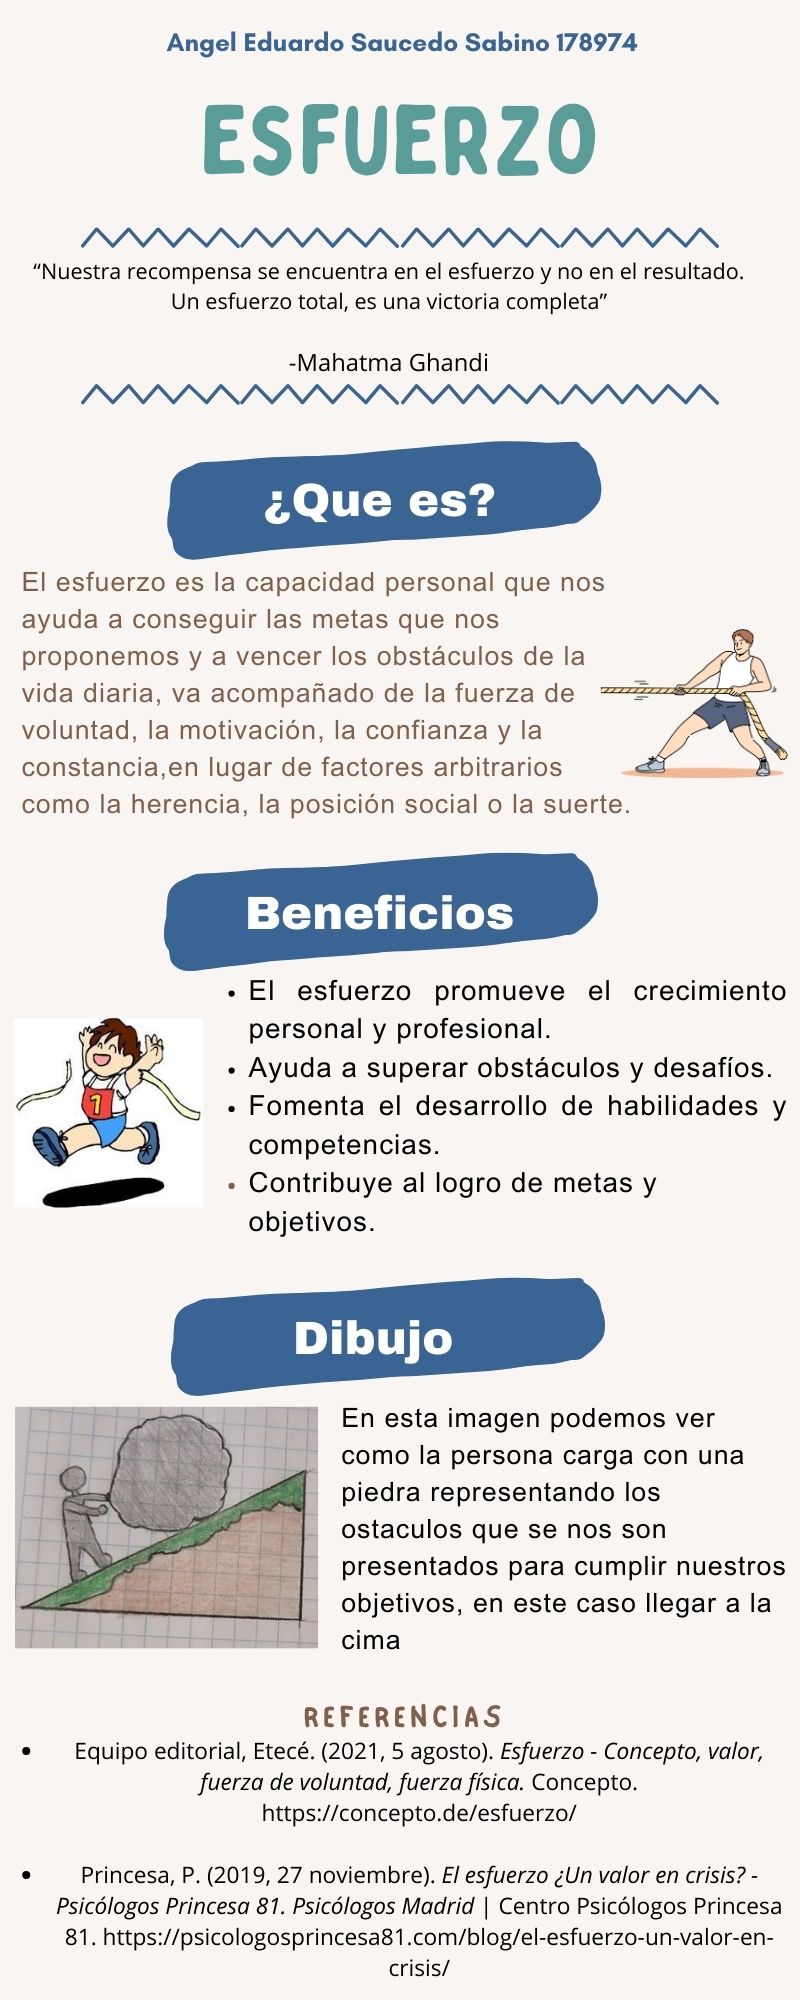 Angel Eduardo Saucedo Sabino 178974
ESFUERZO
“Nuestra recompensa se encuentra en el esfuerzo y no en el resultado.
Un esfuerzo total, es una victoria completa”
-Mahatma Ghandi
¿Que es?
El esfuerzo es la capacidad personal que nos
ayuda a conseguir las metas que nos
proponemos y a vencer los obstáculos de la
vida diaria, va acompañado de la fuerza de
voluntad, la motivación, la confianza y la
constancia,en lugar de factores arbitrarios
como la herencia, la posición social o la suerte.
Beneficios
• El esfuerzo promueve el crecimiento
personal y profesional.
• Ayuda a superar obstáculos y desafíos.
• Fomenta el desarrollo de habilidades y
competencias.
• Contribuye al logro de metas y
objetivos.
1
Dibujo
En esta imagen podemos ver
como la persona carga con una
piedra representando los
ostaculos que se nos son
presentados para cumplir nuestros
objetivos, en este caso llegar a la
cima
REFERENCIAS
• Equipo editorial, Etecé. (2021, 5 agosto). Esfuerzo - Concepto, valor,
fuerza de voluntad, fuerza física. Concepto.
https://concepto.de/esfuerzo/
• Princesa, P. (2019, 27 noviembre). El esfuerzo ¿Un valor en crisis? -
Psicólogos Princesa 81. Psicólogos Madrid | Centro Psicólogos Princesa
81. https://psicologosprincesa81.com/blog/el-esfuerzo-un-valor-en-
crisis/